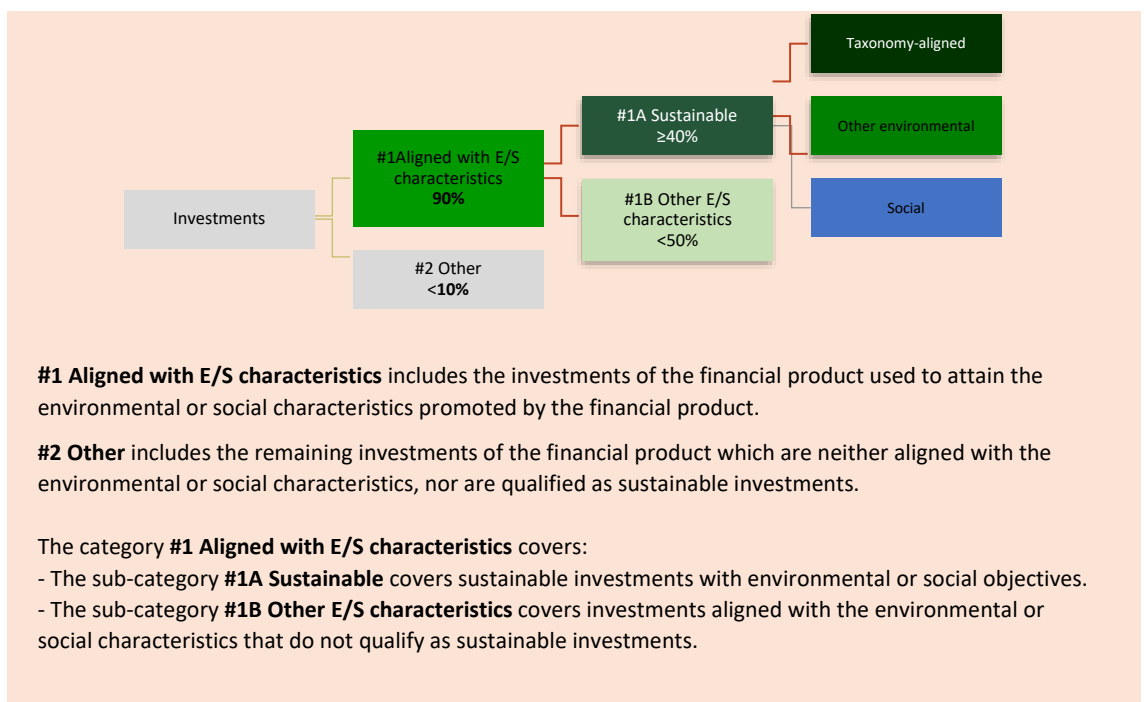 Taxonomy-aligned
#1A Sustainable
≥40%
Other environmental
#1Aligned with E/S
characteristics
90%
#1B Other E/S
characteristics
<50%
Social
Investments
#2 Other
<10%
#1 Aligned with E/S characteristics includes the investments of the financial product used to attain the
environmental or social characteristics promoted by the financial product.
#2 Other includes the remaining investments of the financial product which are neither aligned with the
environmental or social characteristics, nor are qualified as sustainable investments.
The category #1 Aligned with E/S characteristics covers:
- The sub-category #1A Sustainable covers sustainable investments with environmental or social objectives.
- The sub-category #1B Other E/S characteristics covers investments aligned with the environmental or
social characteristics that do not qualify as sustainable investments.